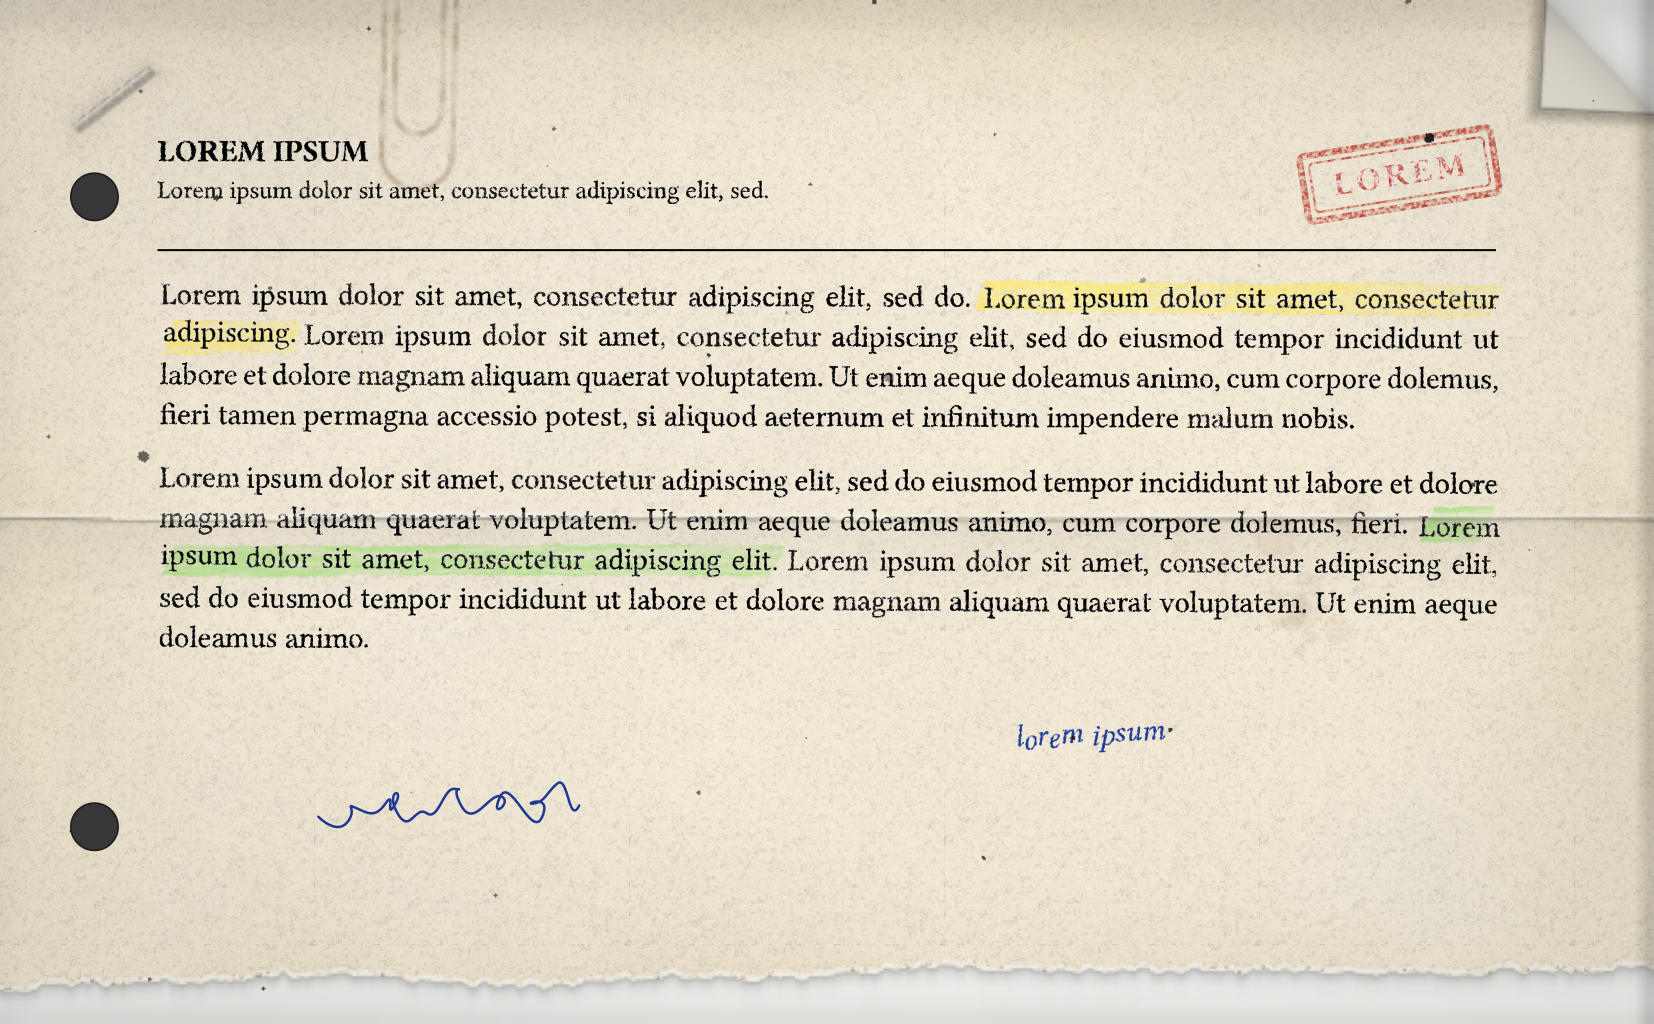 LOREM IPSUM
Lorem ipsum dolor sit amet, consectetur adipiscing elit, sed.
LOREM
Lorem ipsum dolor sit amet, consectetur adipiscing elit, sed do. Lorem ipsum dolor sit amet, consectetur
adipiscing. Lorem ipsum dolor sit amet, consectetur adipiscing elit, sed do eiusmod tempor incididunt ut
labore et dolore magnam aliquam quaerat voluptatem. Ut enim aeque doleamus animo, cum corpore dolemus,
fieri tamen permagna accessio potest, si aliquod aeternum et infinitum impendere malum nobis.
Lorem ipsum dolor sit amet, consectetur adipiscing elit, sed do eiusmod tempor incididunt ut labore et dolore
magnam aliquam quaerat voluptatem. Ut enim aeque doleamus animo, cum corpore dolemus, fieri. Lorem
ipsum dolor sit amet, consectetur adipiscing elit. Lorem ipsum dolor sit amet, consectetur adipiscing elit,
sed do eiusmod tempor incididunt ut labore et dolore magnam aliquam quaerat voluptatem. Ut enim aeque
doleamus animo.
lorem ipsum